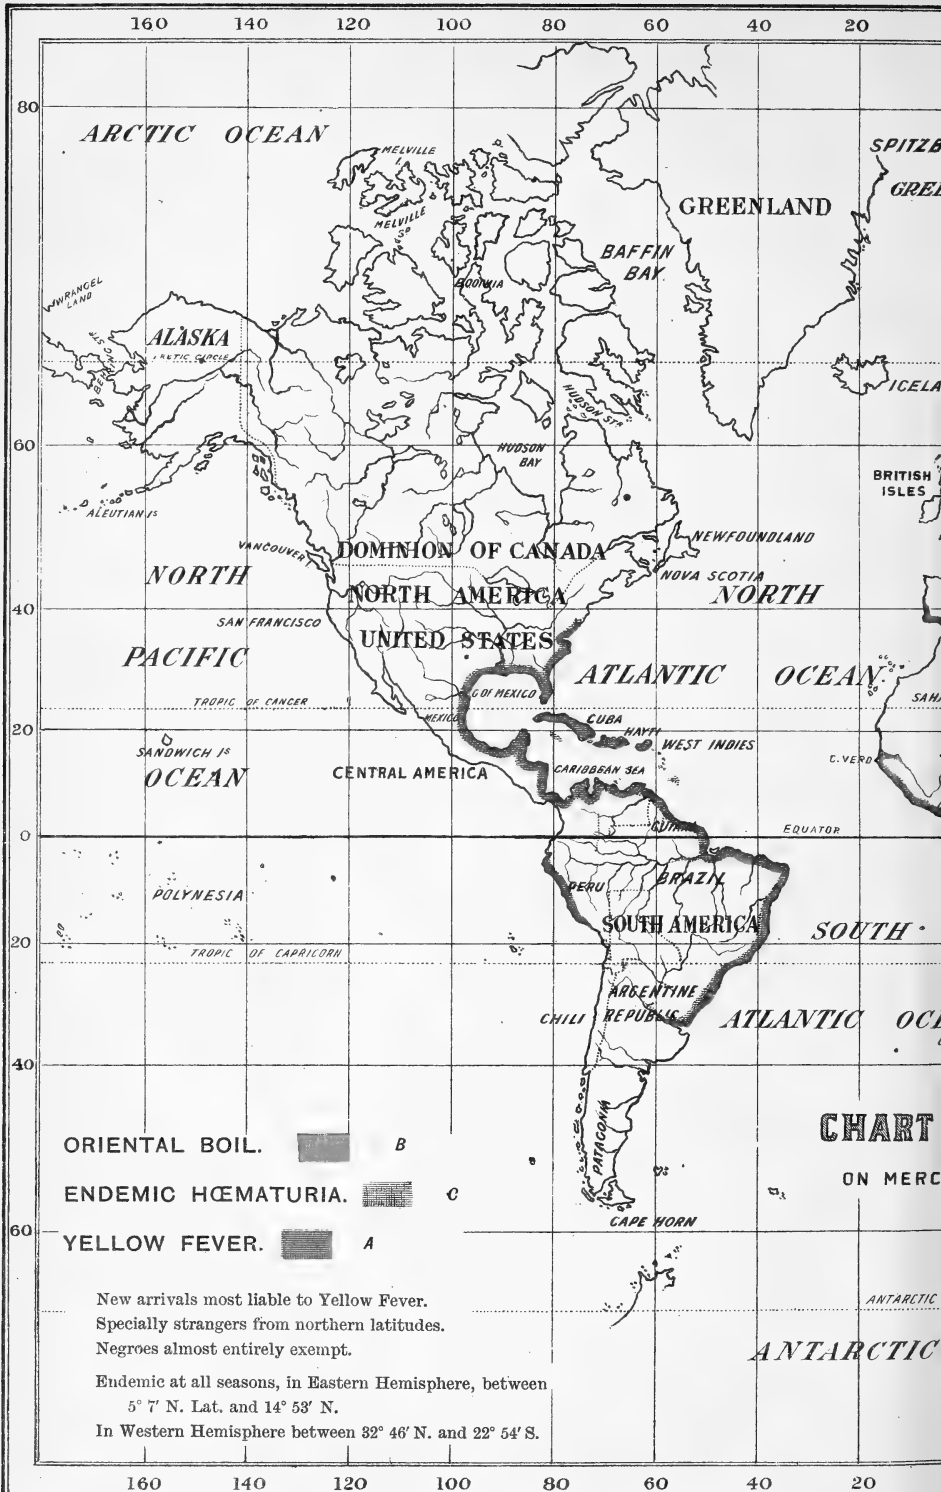 160 140 120 100 80 60 40 20
80
ARCTIC OCEAN
MELVILLE
I.
SPITZB
GREE
MELVILLE
SD
GREENLAND
BAFFIN
BAY
BOOTHIA
WRANGEL
LAND
BEHRING STR
ALASKA
ARCTIC CIRCLE
HUDSON STR
ICELA
60
HUDSON
BAY
BRITISH
ISLES
ALEUTIAN IS
VANCOUVER I
DOMINION OF CANADA
NEWFOUNDLAND
NORTH
NOVA SCOTIA
NORTH AMERICA
NORTH
40
SAN FRANCISCO
UNITED STATES
PACIFIC
ATLANTIC OCEAN
TROPIC OF CANCER
G OF MEXICO
SAHA
MEXICO
CUBA
20
HAYTI
SANDWICH IS
WEST INDIES
C. VERD
OCEAN
CENTRAL AMERICA
CARIBBEAN SEA
0
GUIANA
EQUATOR
POLYNESIA
PERU
BRAZIL
SOUTH AMERICA
SOUTH
20
TROPIC OF CAPRICORN
ARGENTINE
CHILI
REPUBLIC
ATLANTIC OCE
40
PATAGONIA
CHART
ORIENTAL BOIL. B
ON MERC
ENDEMIC HŒMATURIA. C
CAPE HORN
60
YELLOW FEVER. A
New arrivals most liable to Yellow Fever.
ANTARCTIC
Specially strangers from northern latitudes.
Negroes almost entirely exempt.
ANTARCTIC
Endemic at all seasons, in Eastern Hemisphere, between
5° 7′ N. Lat. and 14° 53′ N.
In Western Hemisphere between 32° 46′ N. and 22° 54′ S.
160 140 120 100 80 60 40 20